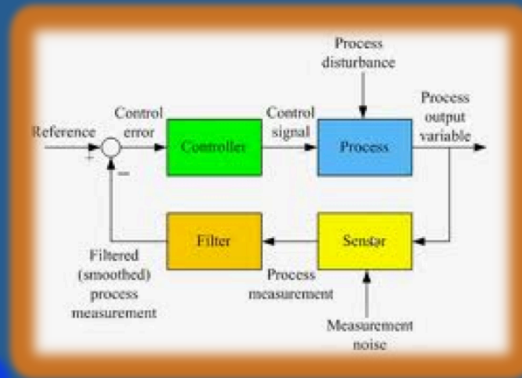 Process
disturbance
Process
output
variable
Control
error
Control
signal
Reference
+
−
Controller
Process
Filter
Sensor
Filtered
(smoothed)
process
measurement
Process
measurement
Measurement
noise